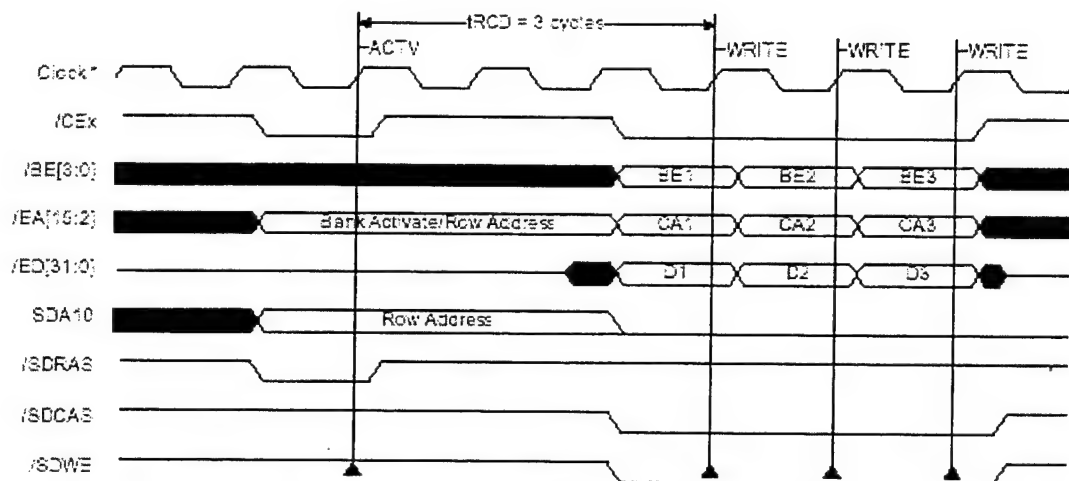 tRCD = 3 cycles
ACTV
WRITE WRITE WRITE
Clock*
/CEx
/BE[3:0] BE1 BE2 BE3
/EA[15:2] Bank Activate/Row Address CA1 CA2 CA3
/ED[31:0] D1 D2 D3
SDA10 Row Address
/SDRAS
/SDCAS
/SDWE